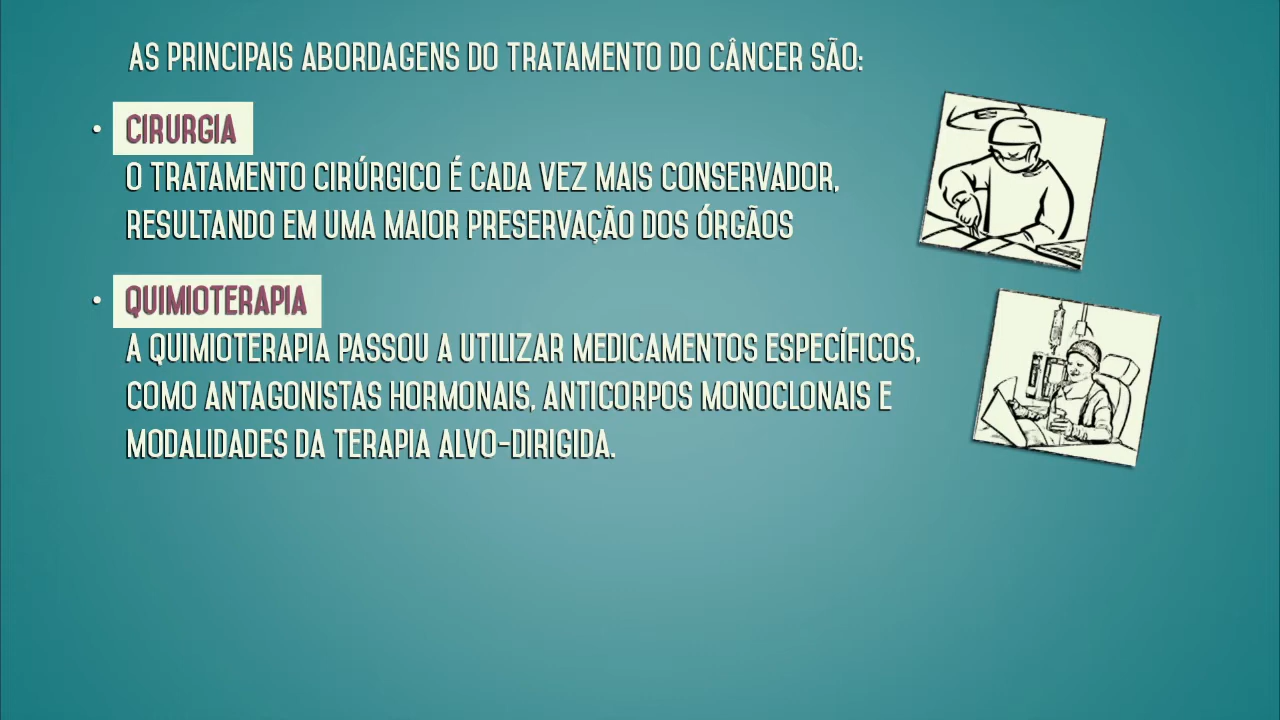 AS PRINCIPAIS ABORDAGENS DO TRATAMENTO DO CÂNCER SÃO:
• CIRURGIA
O TRATAMENTO CIRÚRGICO É CADA VEZ MAIS CONSERVADOR,
RESULTANDO EM UMA MAIOR PRESERVAÇÃO DOS ÓRGÃOS
• QUIMIOTERAPIA
A QUIMIOTERAPIA PASSOU A UTILIZAR MEDICAMENTOS ESPECÍFICOS,
COMO ANTAGONISTAS HORMONAIS, ANTICORPOS MONOCLONAIS E
MODALIDADES DA TERAPIA ALVO-DIRIGIDA.